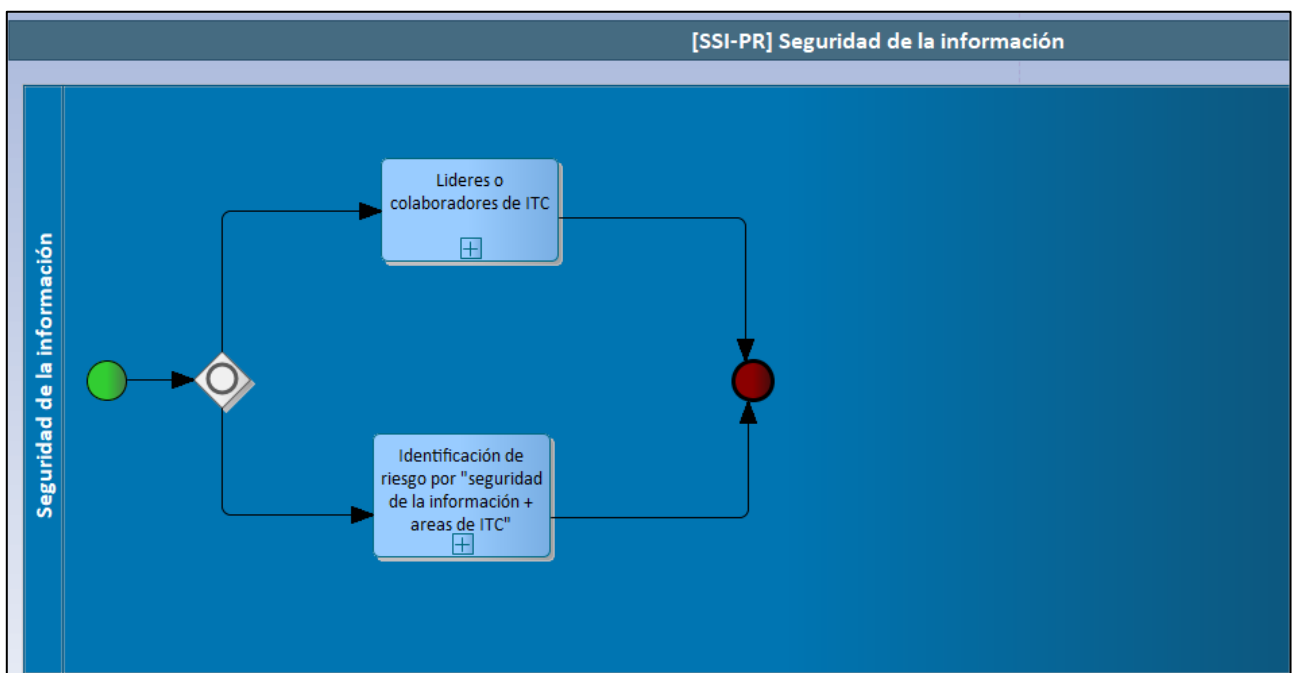 [SSI-PR] Seguridad de la información
Seguridad de la información
Lideres o
colaboradores de ITC
Identificación de
riesgo por "seguridad
de la información +
areas de ITC"